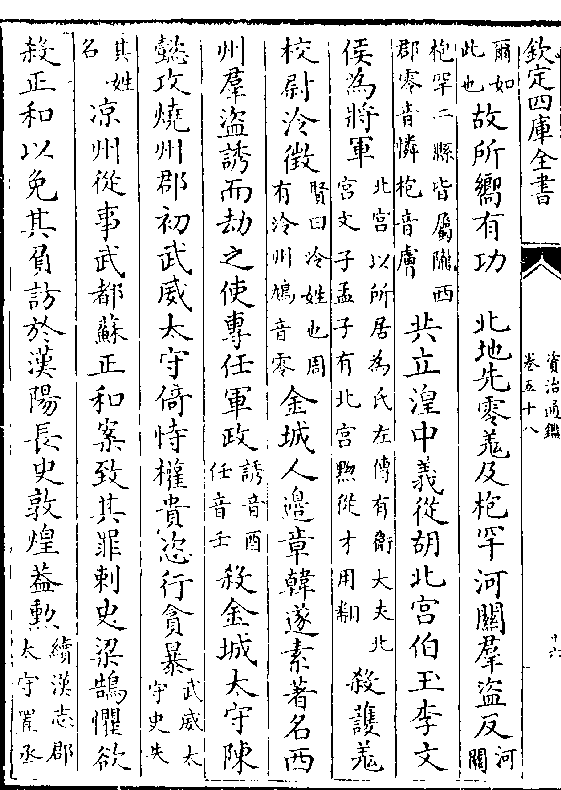 欽定四庫全書
資治通鑑
卷五十八
十六
爾如
此也
故所嚮有功
北地先零羌及枹罕河關羣盜反
河關
枹罕二縣皆屬隴西
郡零音憐枹音膚
共立湟中義從胡北宫伯玉李文
侯為將軍
北宫以所居為氏左傳有衛大夫北
宫文子孟子有北宫黝從才用翻
殺護羌
校尉泠徵
賢曰泠姓也周
有泠州鳩音零
金城人邉章韓遂素著名西
州羣盜誘而劫之使專任軍政
誘音酉
任音壬
殺金城太守陳
懿攻燒州郡初武威太守倚恃權貴恣行貪暴
武威太
守史失
其姓
名
凉州從事武都蘇正和案致其罪刺史梁鵠懼欲
殺正和以免其負訪於漢陽長史敦煌葢勲
續漢志郡
太守置丞